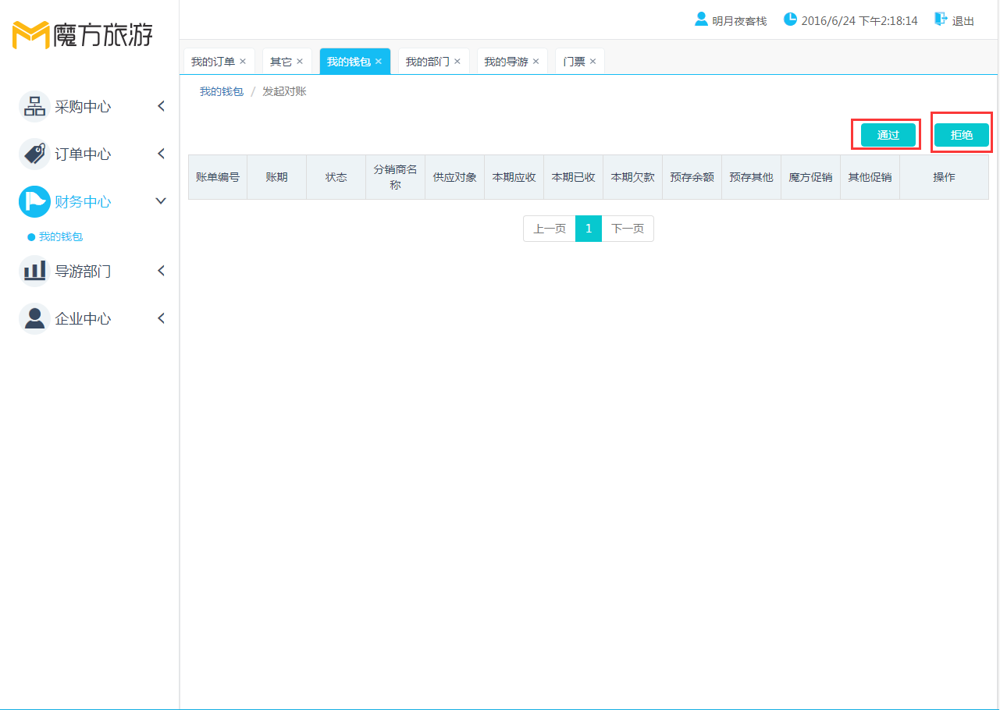 魔方旅游
明月夜客栈
2016/6/24 下午2:18:14
退出
我的订单 ×
其它 ×
我的钱包 ×
我的部门 ×
我的导游 ×
门票 ×
采购中心
订单中心
财务中心
我的钱包
导游部门
企业中心
我的钱包 / 发起对账
通过
拒绝
账单编号
账期
状态
分销商名
称
供应对象
本期应收
本期已收
本期欠款
预存余额
预存其他
魔方促销
其他促销
操作
上一页
1
下一页